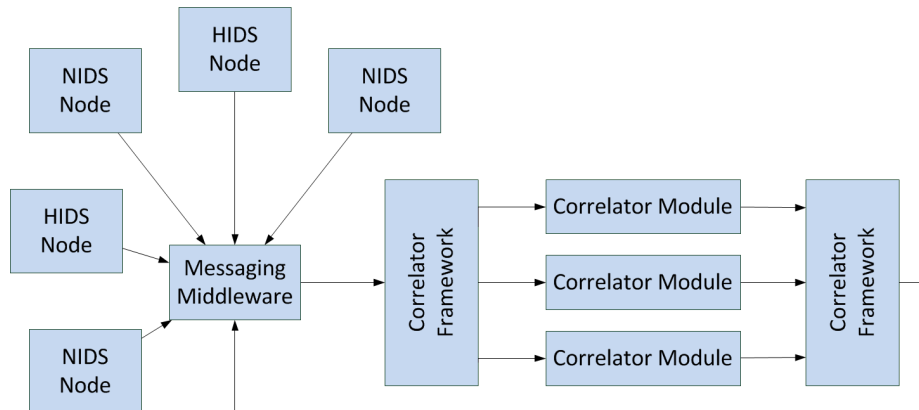 HIDS
Node
NIDS
Node
NIDS
Node
HIDS
Node
Messaging
Middleware
NIDS
Node
Correlator
Framework
Correlator Module
Correlator Module
Correlator Module
Correlator
Framework